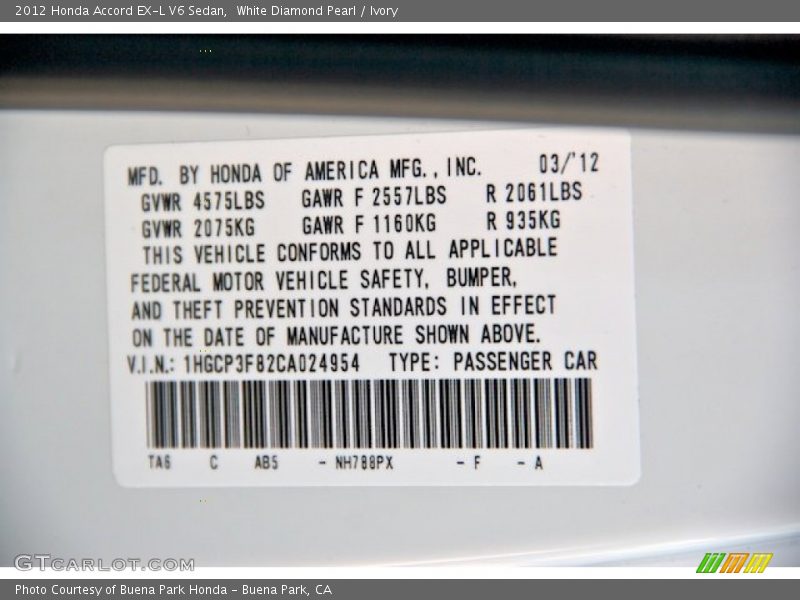 2012 Honda Accord EX-L V6 Sedan, White Diamond Pearl / Ivory
MFD. BY HONDA OF AMERICA MFG., INC. 03/'12
GVWR 4575LBS GAWR F 2557LBS R 2061LBS
GVWR 2075KG GAWR F 1160KG R 935KG
THIS VEHICLE CONFORMS TO ALL APPLICABLE
FEDERAL MOTOR VEHICLE SAFETY, BUMPER,
AND THEFT PREVENTION STANDARDS IN EFFECT
ON THE DATE OF MANUFACTURE SHOWN ABOVE.
V.I.N.: 1HGCP3F82CA024954 TYPE: PASSENGER CAR
TA6 C AB5 - NH788PX - F - A
GTCARLOT.COM
Photo Courtesy of Buena Park Honda - Buena Park, CA